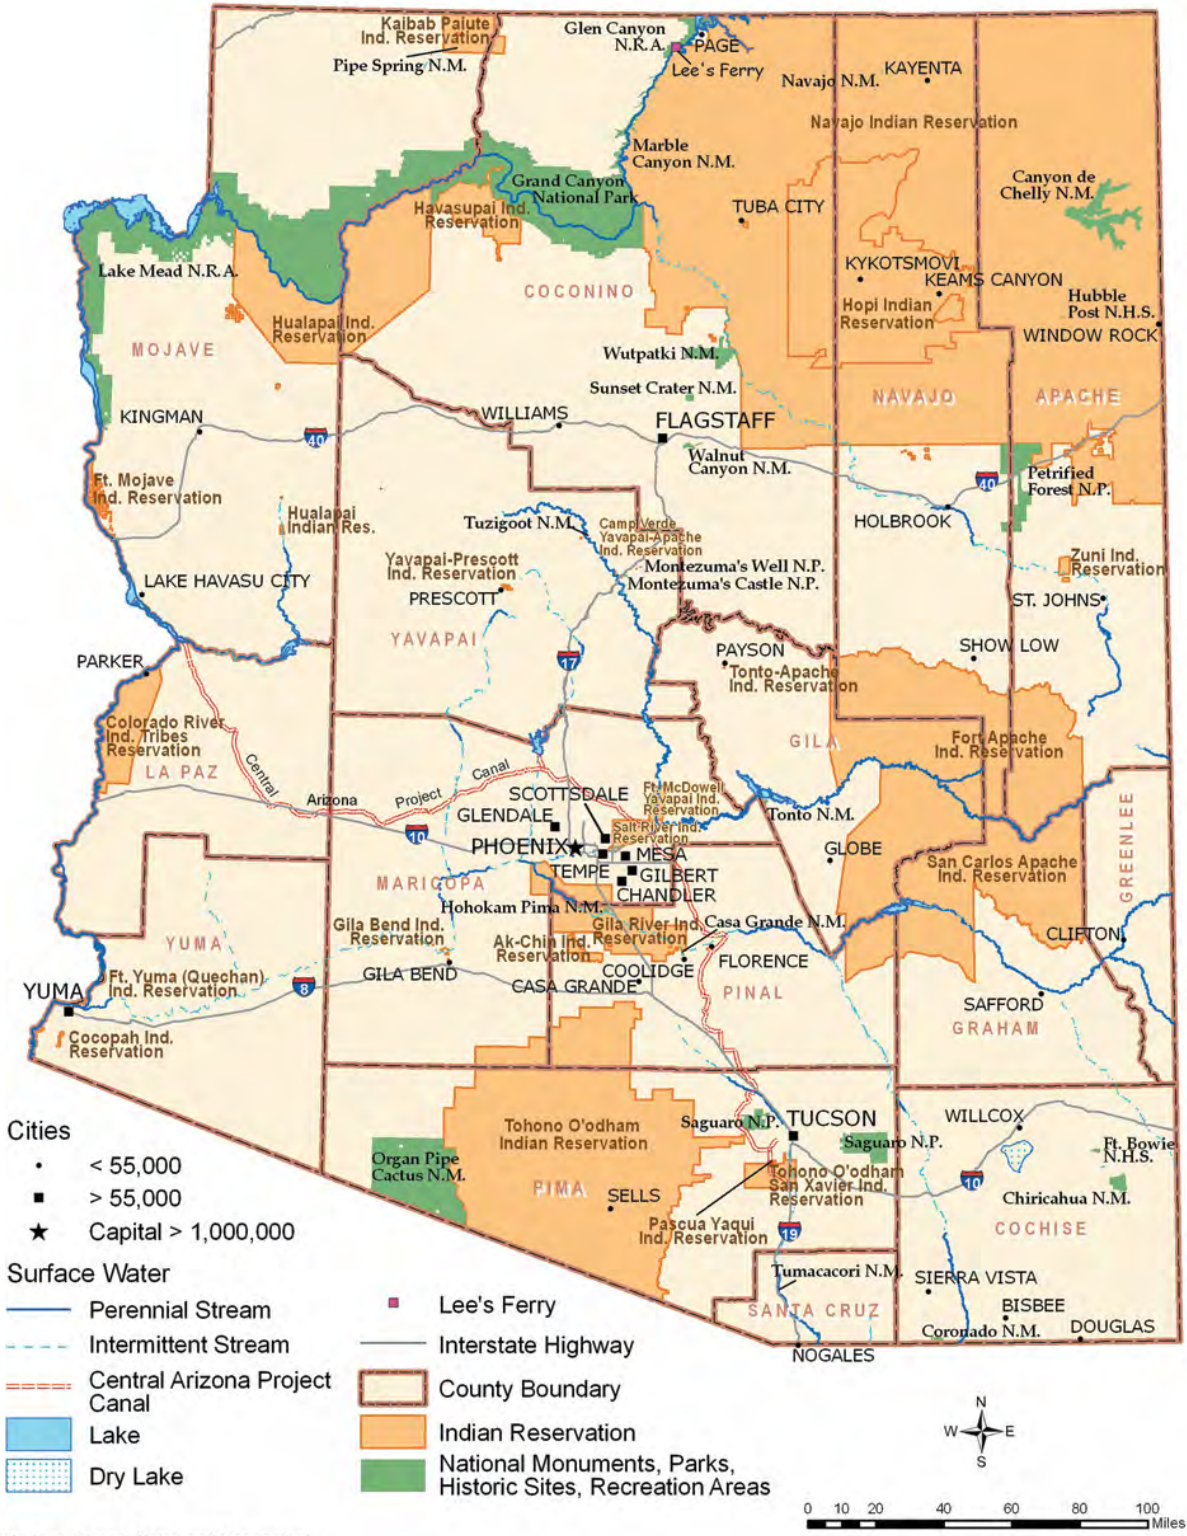 Kaibab Paiute
Ind. Reservation
Pipe Spring N.M.
Glen Canyon
N.R.A.
PAGE
Lee's Ferry
Navajo N.M.
KAYENTA
Navajo Indian Reservation
Marble
Canyon N.M.
Grand Canyon
National Park
Havasupai Ind.
Reservation
Canyon de
Chelly N.M.
TUBA CITY
Lake Mead N.R.A.
COCONINO
KYKOTSMOVI
KEAMS CANYON
Hopi Indian
Reservation
Hubble
Post N.H.S.
WINDOW ROCK
Hualapai Ind.
Reservation
MOJAVE
Wutpatki N.M.
Sunset Crater N.M.
NAVAJO
APACHE
KINGMAN
WILLIAMS
FLAGSTAFF
40
Walnut
Canyon N.M.
40
Petrified
Forest N.P.
Ft. Mojave
Ind. Reservation
Hualapai
Indian Res.
HOLBROOK
Tuzigoot N.M.
Camp Verde
Yavapai-Apache
Ind. Reservation
Yavapai-Prescott
Ind. Reservation
Montezuma's Well N.P.
Montezuma's Castle N.P.
Zuni Ind.
Reservation
LAKE HAVASU CITY
PRESCOTT
ST. JOHNS
YAVAPAI
PARKER
17
PAYSON
Tonto-Apache
Ind. Reservation
SHOW LOW
Colorado River
Ind. Tribes
Reservation
LA PAZ
GILA
Fort Apache
Ind. Reservation
Central
Arizona
Project
Canal
SCOTTSDALE
GLENDALE
Ft. McDowell
Yavapai Ind.
Reservation
Salt River Ind.
Reservation
Tonto N.M.
GREENLEE
10
PHOENIX
MESA
TEMPE
GILBERT
CHANDLER
GLOBE
San Carlos Apache
Ind. Reservation
MARICOPA
Hohokam Pima N.M.
Gila Bend Ind.
Reservation
Gila River Ind.
Reservation
Casa Grande N.M.
YUMA
Ak-Chin Ind.
Reservation
CLIFTON
Ft. Yuma (Quechan)
Ind. Reservation
GILA BEND
COOLIDGE
FLORENCE
CASA GRANDE
YUMA
8
PINAL
SAFFORD
GRAHAM
Cocopah Ind.
Reservation
Tohono O'odham
Indian Reservation
Saguaro N.P.
TUCSON
Saguaro N.P.
WILLCOX
Ft. Bowie
N.H.S.
Organ Pipe
Cactus N.M.
PIMA
SELLS
Tohono O'odham
San Xavier Ind.
Reservation
10
Chiricahua N.M.
Pascua Yaqui
Ind. Reservation
19
COCHISE
Tumacacori N.M.
SIERRA VISTA
SANTA CRUZ
BISBEE
Coronado N.M.
DOUGLAS
NOGALES
Cities
< 55,000
> 55,000
Capital > 1,000,000
Surface Water
Perennial Stream
Intermittent Stream
Central Arizona Project
Canal
Lake
Dry Lake
Lee's Ferry
Interstate Highway
County Boundary
Indian Reservation
National Monuments, Parks,
Historic Sites, Recreation Areas
N
W E
S
0 10 20 40 60 80 100
Miles